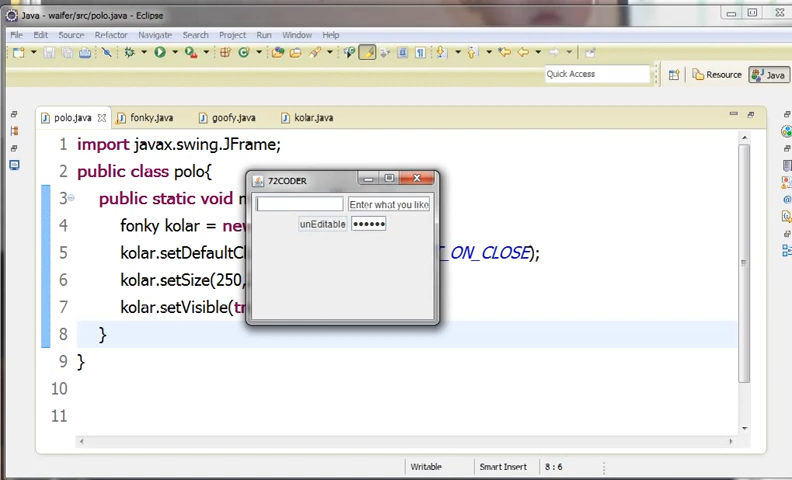 Java - waifer/src/polo.java - Eclipse
File Edit Source Refactor Navigate Search Project Run Window Help
Quick Access
Resource Java
polo.java fonky.java goofy.java kolar.java
1 import javax.swing.JFrame;
2 public class polo{
3 public static void
4 fonky kolar = new
5 kolar.setDefaultCl _ON_CLOSE);
6 kolar.setSize(250,
7 kolar.setVisible(
8 }
9 }
10
11
72CODER
Enter what you like
unEditable ••••••
Writable Smart Insert 8 : 6